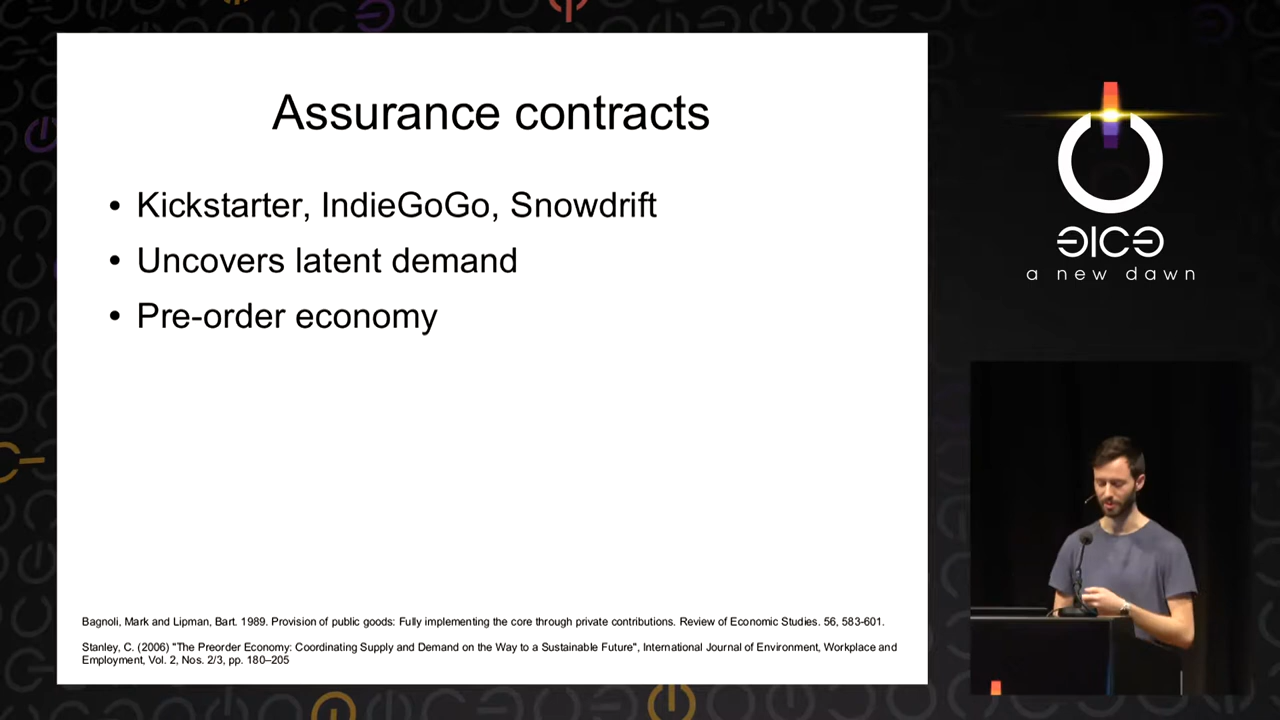 Assurance contracts
• Kickstarter, IndieGoGo, Snowdrift
• Uncovers latent demand
• Pre-order economy
Bagnoli, Mark and Lipman, Bart. 1989. Provision of public goods: Fully implementing the core through private contributions. Review of Economic Studies. 56, 583-601.
Stanley, C. (2006) "The Preorder Economy: Coordinating Supply and Demand on the Way to a Sustainable Future", International Journal of Environment, Workplace and
Employment, Vol. 2, Nos. 2/3, pp. 180–205
a new dawn